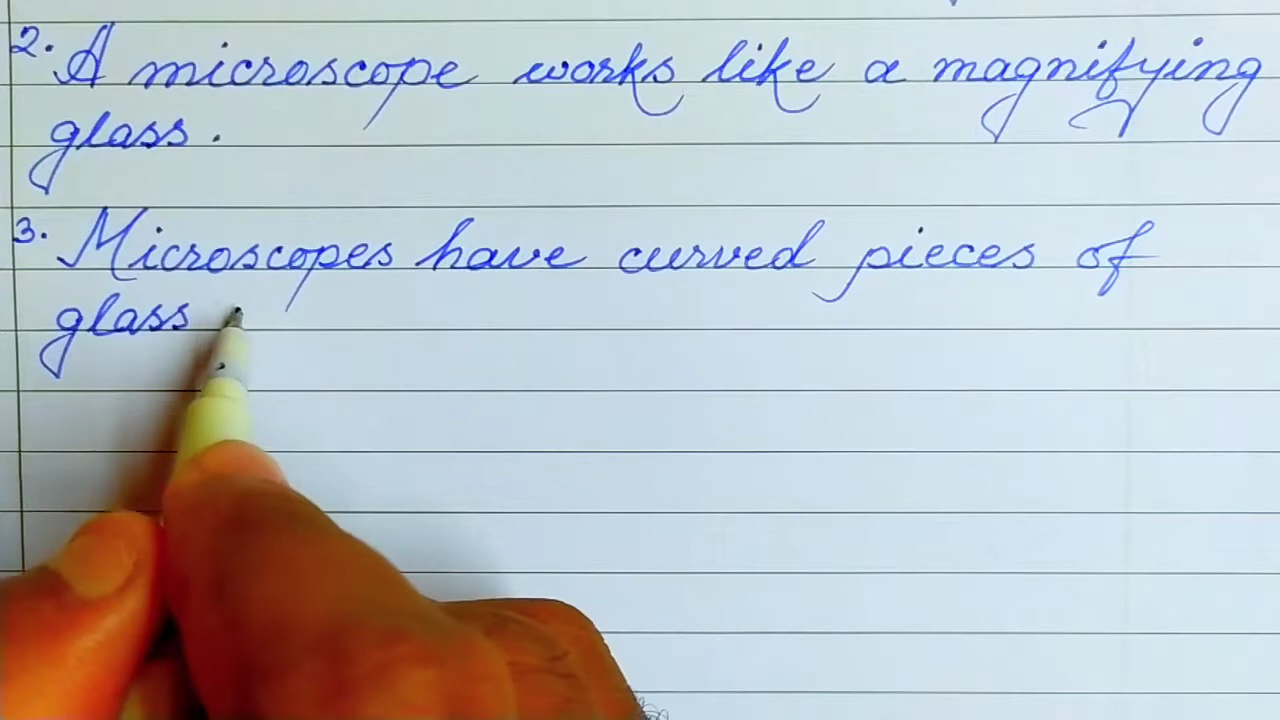 2. A microscope works like a magnifying
glass.
3. Microscopes have curved pieces of
glass